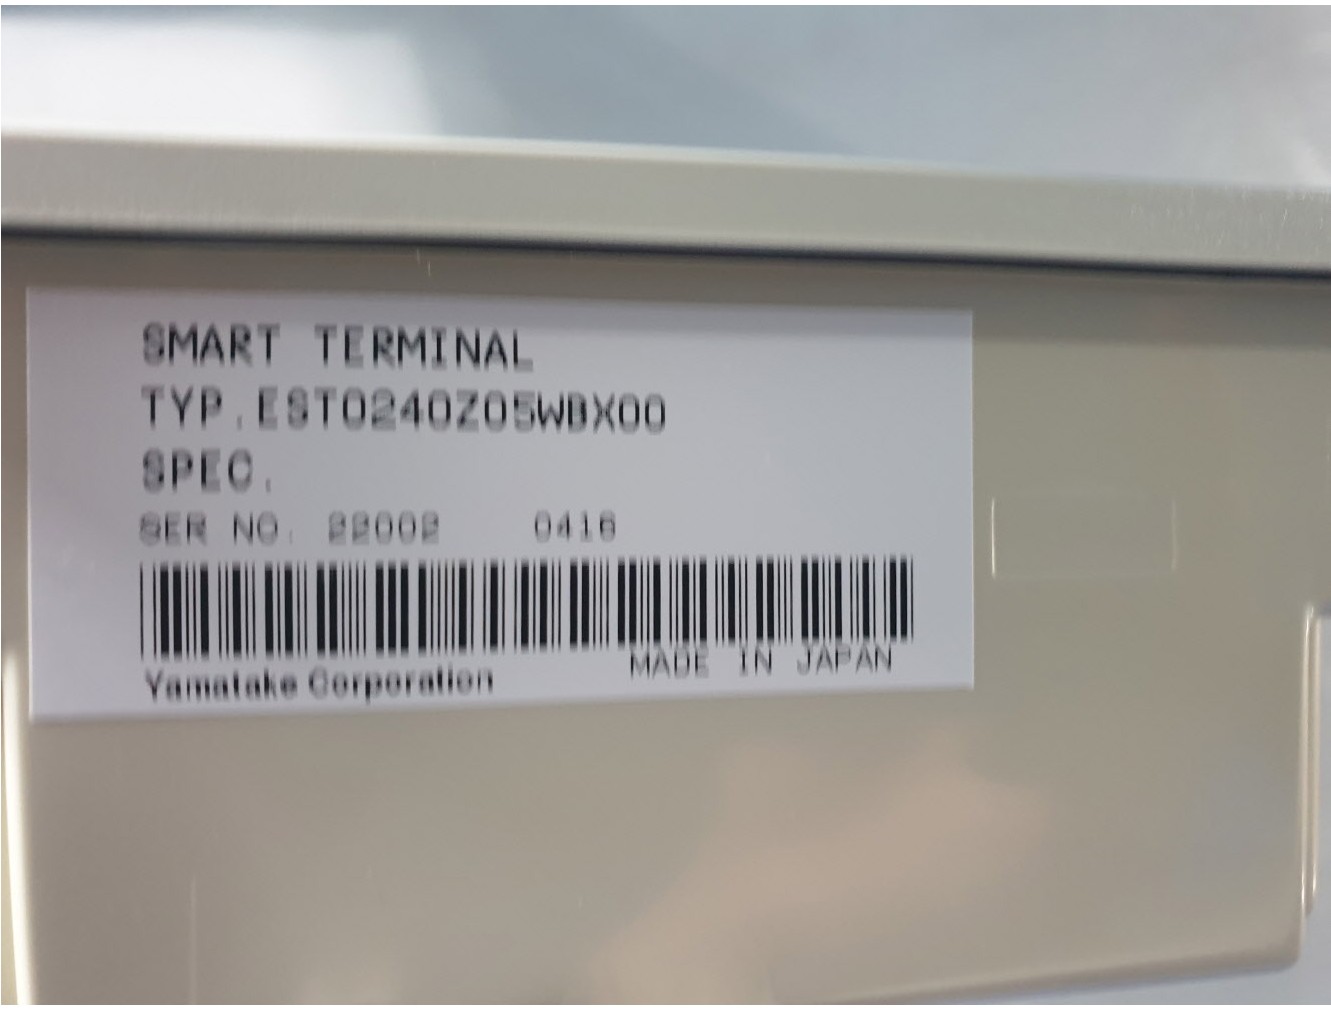 SMART TERMINAL
TYP.EST0240Z05WBX00
SPEC.
SER NO. 22002 0416
Yamatake Corporation
MADE IN JAPAN